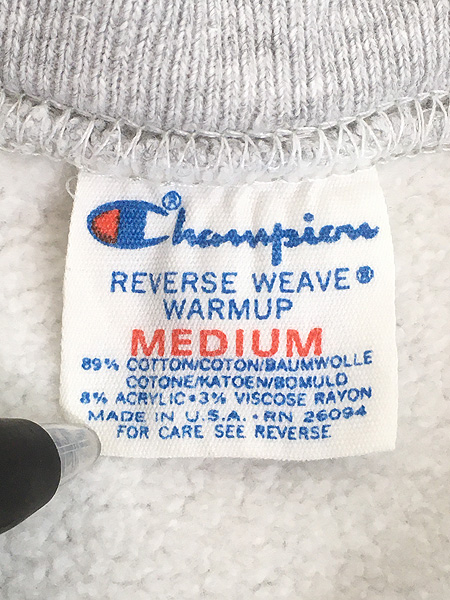 Champion®
REVERSE WEAVE®
WARMUP
MEDIUM
89% COTTON/COTON/BAUMWOLLE
COTONE/KATOEN/BOMULD
8% ACRYLIC•3% VISCOSE RAYON
MADE IN U.S.A.•RN 26094
FOR CARE SEE REVERSE